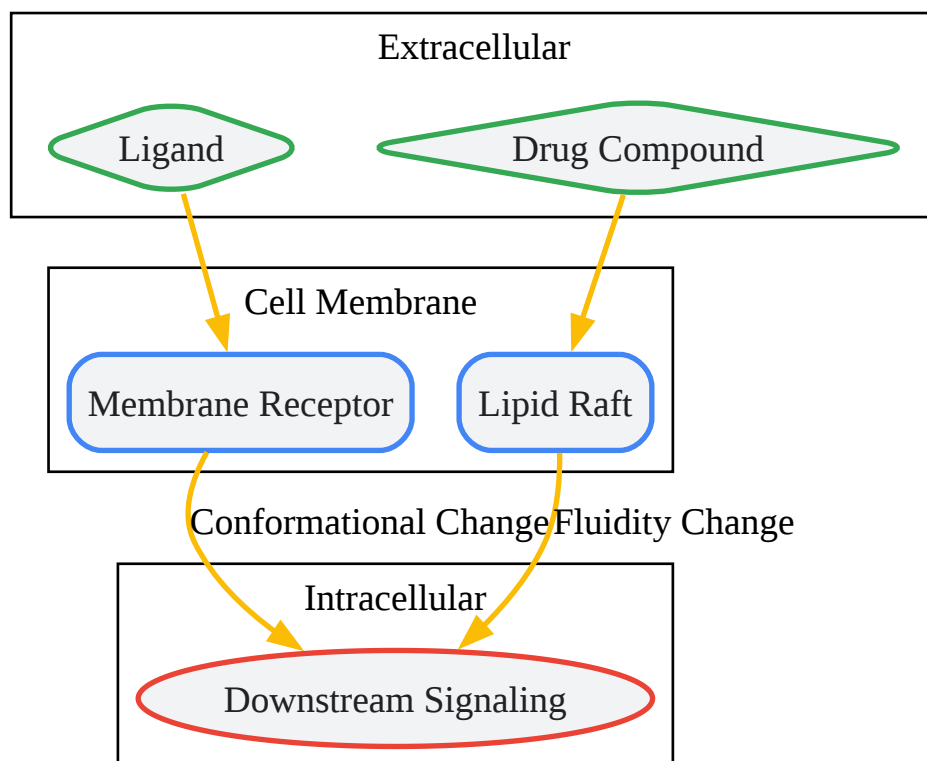 Extracellular
Ligand
Drug Compound
Cell Membrane
Membrane Receptor
Lipid Raft
Conformational Change
Fluidity Change
Intracellular
Downstream Signaling